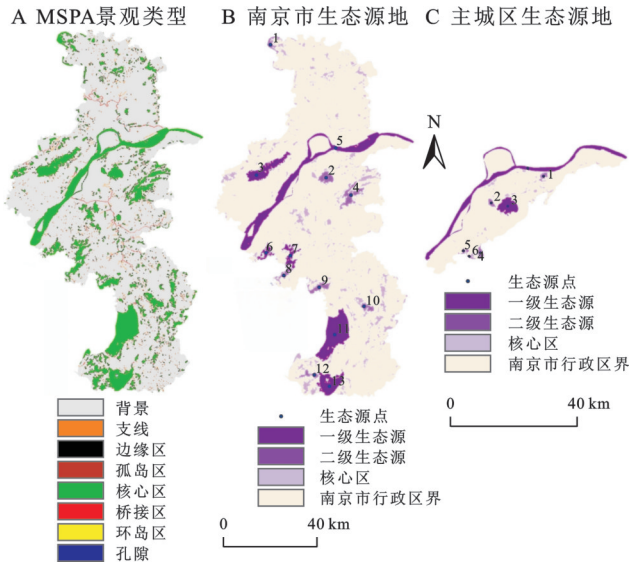 A MSPA景观类型
B 南京市生态源地
C 主城区生态源地
1
5
3
2
4
6
7
8
9
10
11
12
13
N
1
2
3
5
6
4
背景
支线
边缘区
孤岛区
核心区
桥接区
环岛区
孔隙
生态源点
一级生态源
二级生态源
核心区
南京市行政区界
0 40 km
生态源点
一级生态源
二级生态源
核心区
南京市行政区界
0 40 km